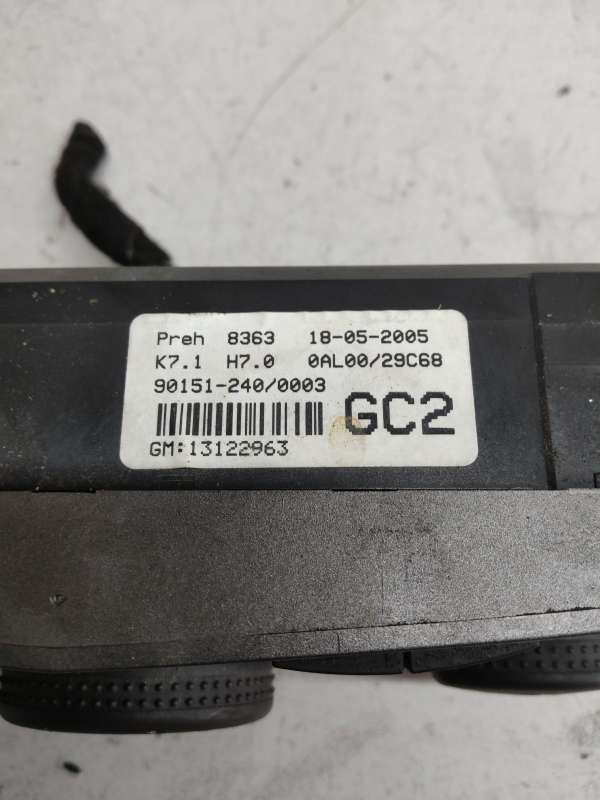 Preh 8363 18-05-2005
K7.1 H7.0 0AL00/29C68
90151-240/0003
GC2
GM:13122963